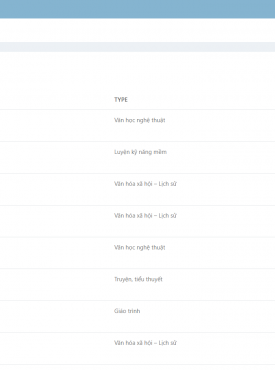 TYPE
Văn học nghệ thuật
Luyện kỹ năng mềm
Văn hóa xã hội – Lịch sử
Văn hóa xã hội – Lịch sử
Văn học nghệ thuật
Truyện, tiểu thuyết
Giáo trình
Văn hóa xã hội – Lịch sử